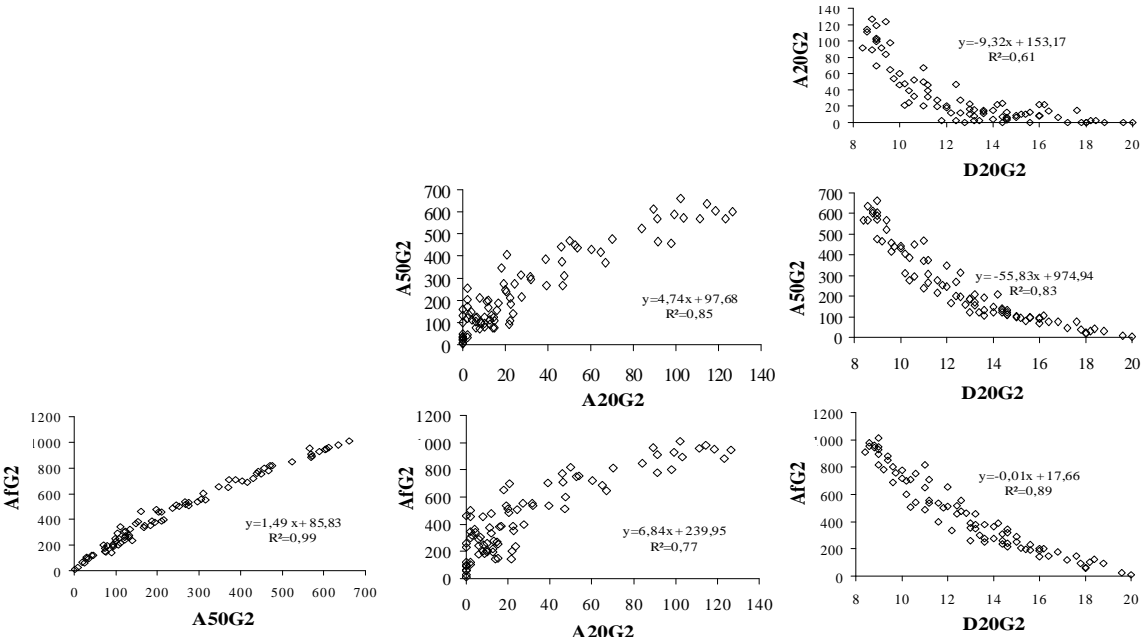 A20G2
140
120
100
80
60
40
20
0
y=-9,32x + 153,17
R²=0,61
8 10 12 14 16 18 20
D20G2
A50G2
700
600
500
400
300
200
100
0
y=4,74x + 97,68
R²=0,85
0 20 40 60 80 100 120 140
A20G2
A50G2
700
600
500
400
300
200
100
0
y=-55,83x + 974,94
R²=0,83
8 10 12 14 16 18 20
D20G2
AfG2
1200
1000
800
600
400
200
0
y=1,49 x + 85,83
R²=0,99
0 100 200 300 400 500 600 700
A50G2
AfG2
1200
1000
800
600
400
200
0
y=6,84x + 239,95
R²=0,77
0 20 40 60 80 100 120 140
A20G2
AfG2
1200
1000
800
600
400
200
0
y=-0,01x + 17,66
R²=0,89
8 10 12 14 16 18 20
D20G2